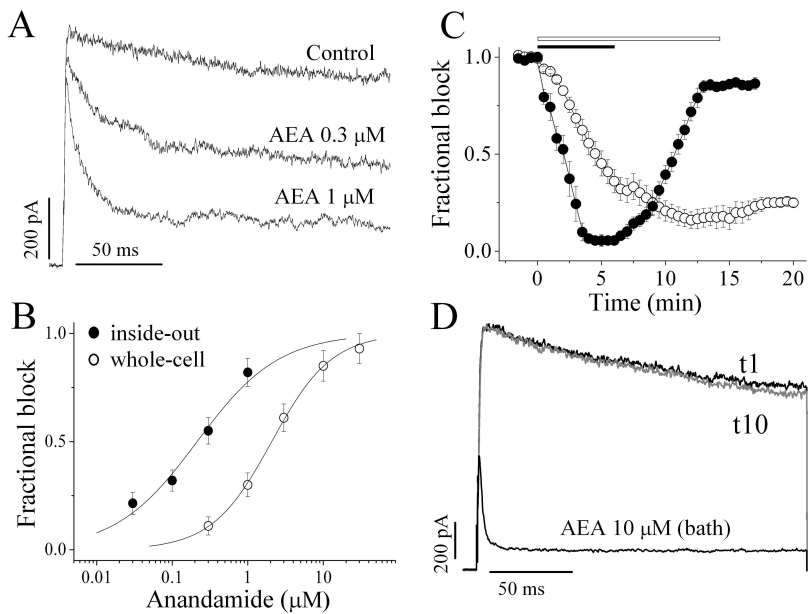 A
Control
AEA 0.3 μM
AEA 1 μM
200 pA
50 ms
B
inside-out
whole-cell
Fractional block
1.0
0.5
0.0
0.01
0.1
1
10
Anandamide (μM)
C
Fractional block
1.0
0.5
0.0
0
5
10
15
20
Time (min)
D
t1
t10
AEA 10 μM (bath)
200 pA
50 ms